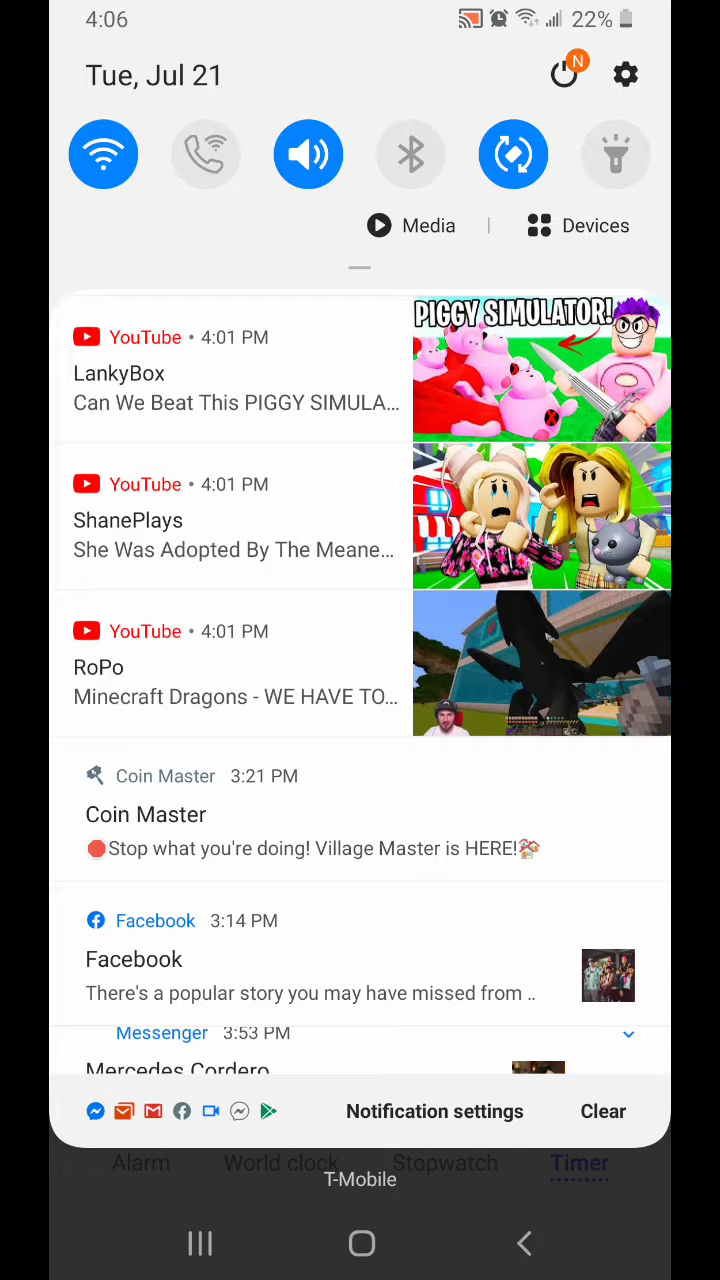 4:06
22%
Tue, Jul 21
N
Media | Devices
YouTube • 4:01 PM
LankyBox
Can We Beat This PIGGY SIMULA...
PIGGY SIMULATOR!
YouTube • 4:01 PM
ShanePlays
She Was Adopted By The Meane...
YouTube • 4:01 PM
RoPo
Minecraft Dragons - WE HAVE TO...
Coin Master 3:21 PM
Coin Master
🛑Stop what you're doing! Village Master is HERE!🏘
Facebook 3:14 PM
Facebook
There's a popular story you may have missed from ..
Messenger 3:53 PM
Mercedes Cordero
Notification settings Clear
Alarm World clock Stopwatch Timer
T-Mobile